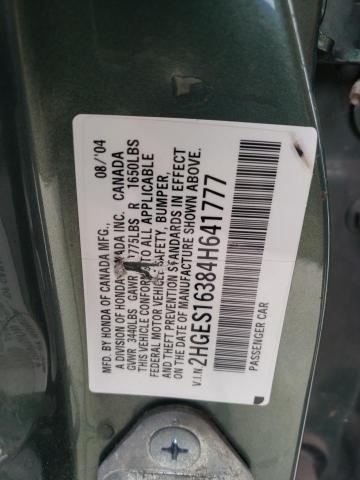 MFD. BY HONDA OF CANADA MFG., 08/'04
A DIVISION OF HONDA CANADA INC. CANADA
GVWR 3440LBS GAWR F 1775LBS R 1650LBS
THIS VEHICLE CONFORMS TO ALL APPLICABLE
FEDERAL MOTOR VEHICLE SAFETY, BUMPER,
AND THEFT PREVENTION STANDARDS IN EFFECT
ON THE DATE OF MANUFACTURE SHOWN ABOVE.
V.I.N. 2HGES16384H641777
PASSENGER CAR